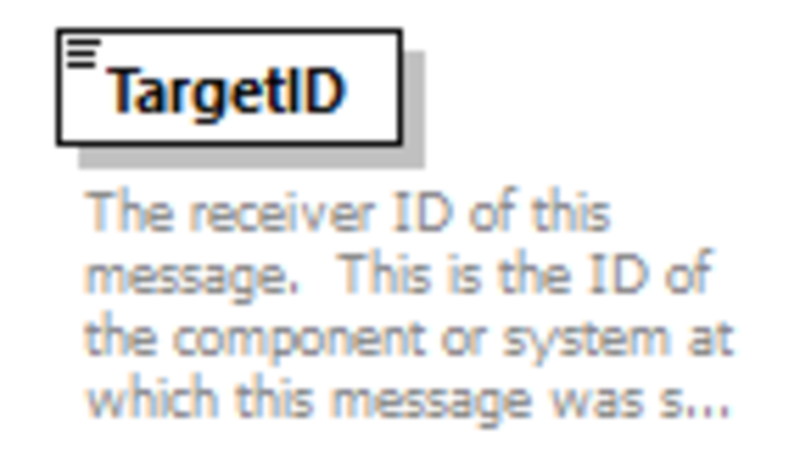 TargetID
The receiver ID of this
message.  This is the ID of
the component or system at
which this message was s...